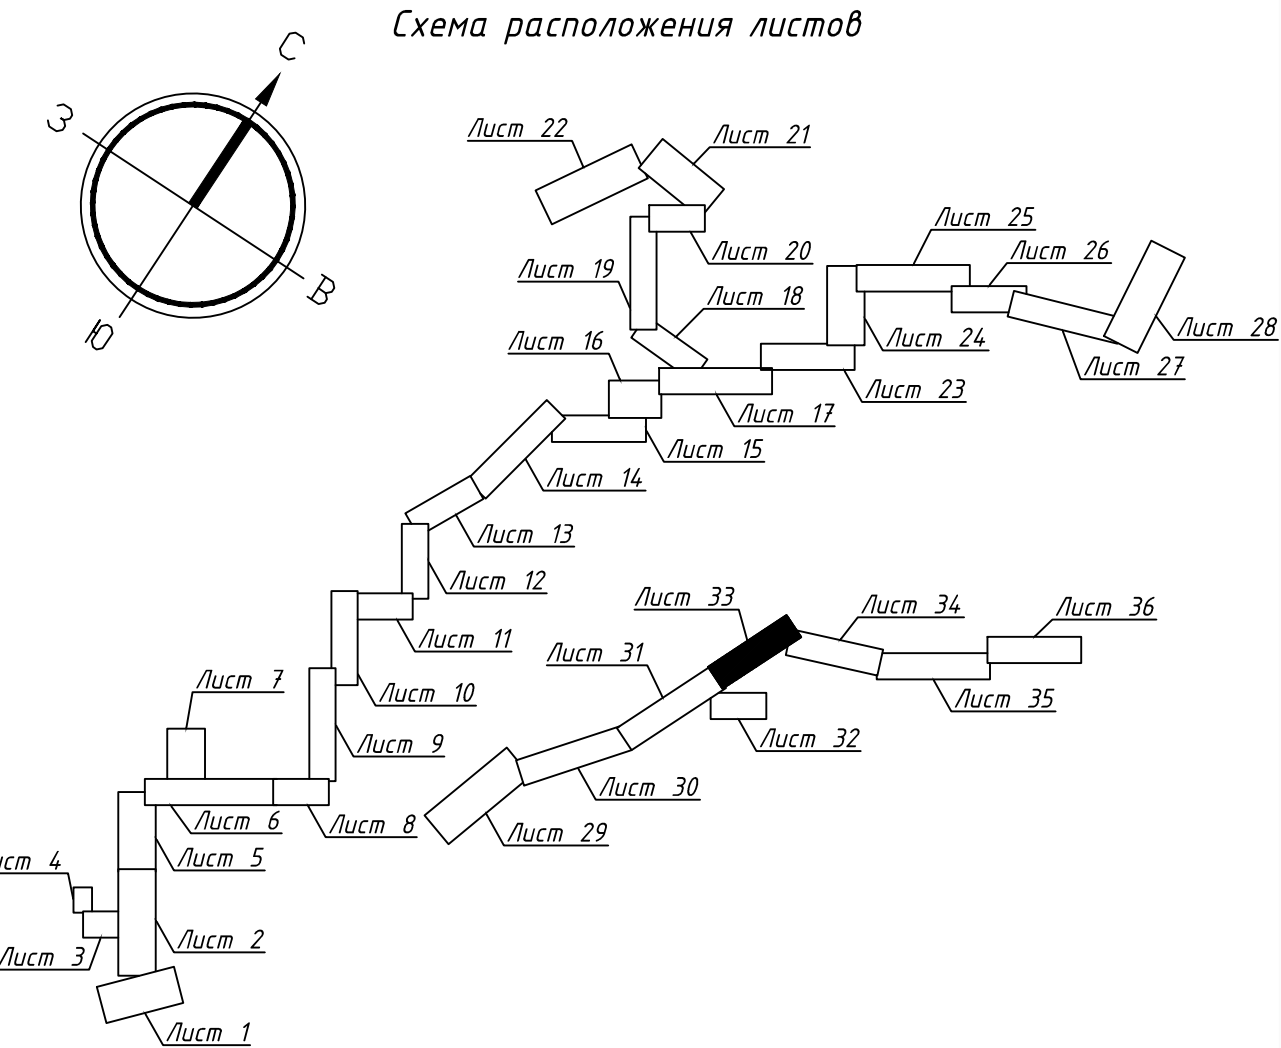 Схема расположения листов
С
З
В
Ю
Лист 22
Лист 21
Лист 25
Лист 20
Лист 26
Лист 19
Лист 18
Лист 28
Лист 16
Лист 24
Лист 27
Лист 23
Лист 17
Лист 15
Лист 14
Лист 13
Лист 12
Лист 33
Лист 34
Лист 36
Лист 11
Лист 31
Лист 7
Лист 10
Лист 35
Лист 9
Лист 32
Лист 30
Лист 6
Лист 8
Лист 29
ист 4
Лист 5
Лист 2
Лист 3
Лист 1